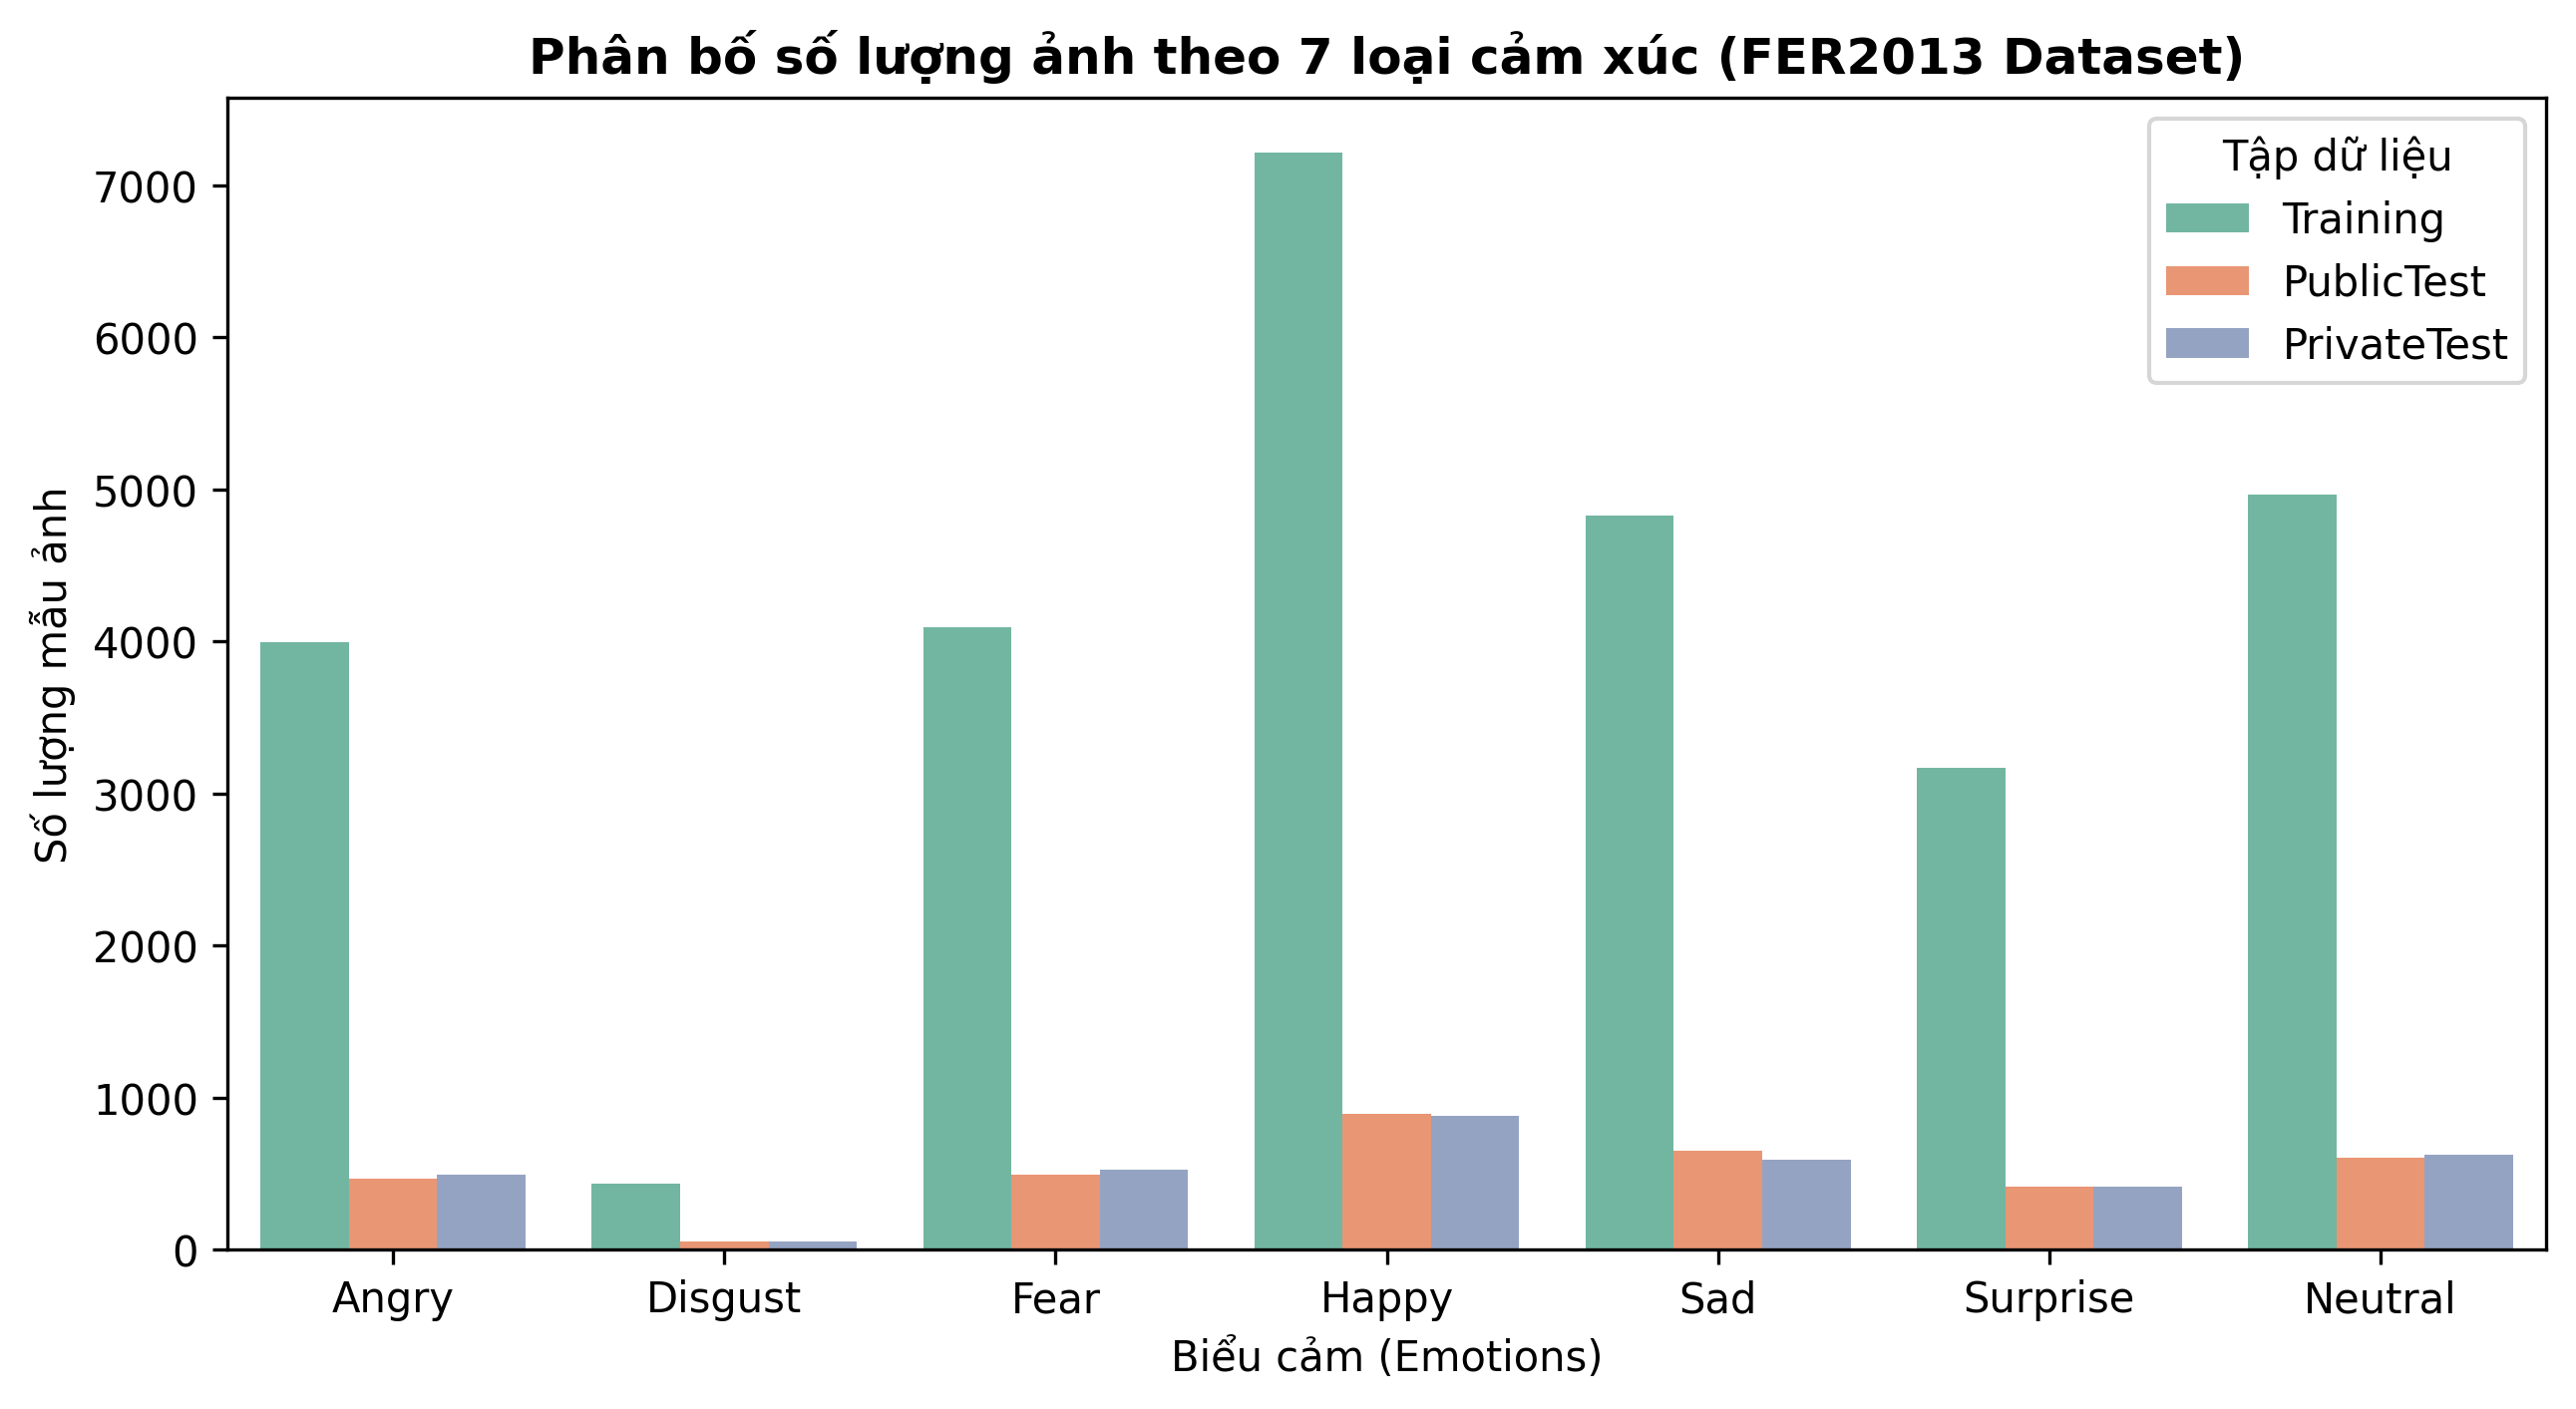 Phân bố số lượng ảnh theo 7 loại cảm xúc (FER2013 Dataset)
Tập dữ liệu
Training
PublicTest
PrivateTest
Số lượng mẫu ảnh
7000
6000
5000
4000
3000
2000
1000
0
Angry Disgust Fear Happy Sad Surprise Neutral
Biểu cảm (Emotions)